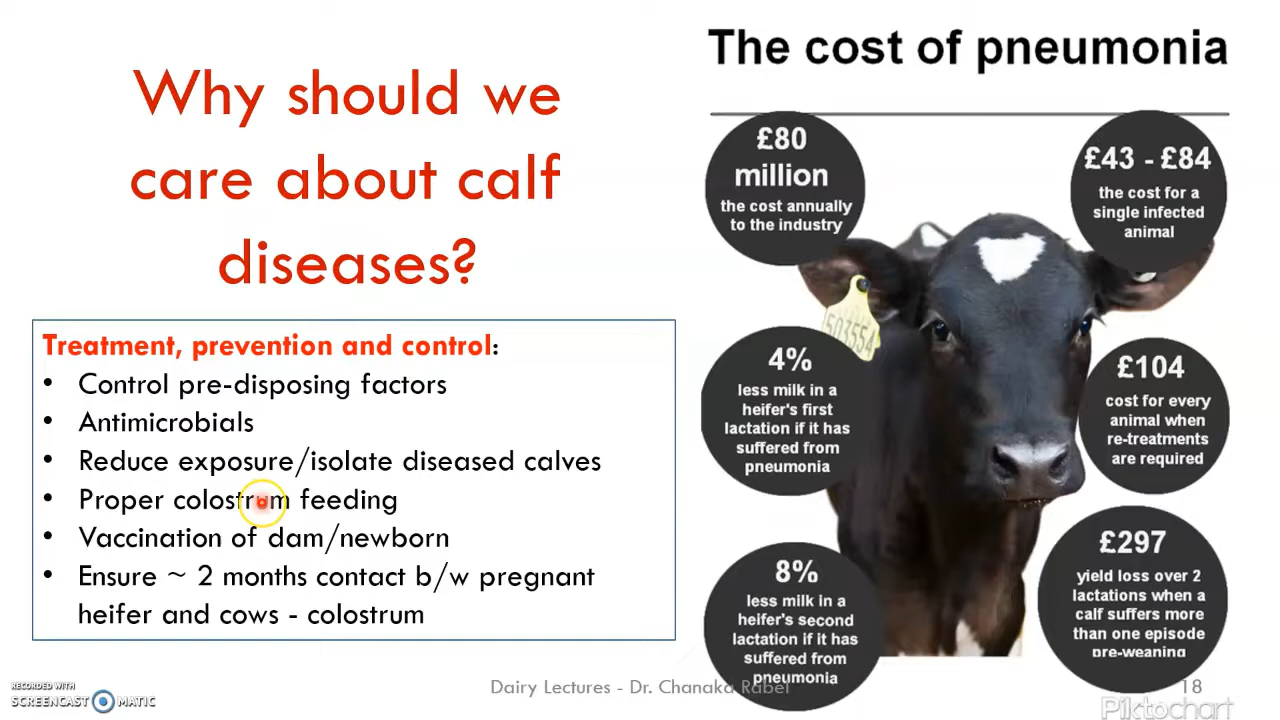 Why should we
care about calf
diseases?
Treatment, prevention and control:
• Control pre-disposing factors
• Antimicrobials
• Reduce exposure/isolate diseased calves
• Proper colostrum feeding
• Vaccination of dam/newborn
• Ensure ~ 2 months contact b/w pregnant
heifer and cows - colostrum
The cost of pneumonia
£80
million
the cost annually
to the industry
£43 - £84
the cost for a
single infected
animal
503554
4%
less milk in a
heifer's first
lactation if it has
suffered from
pneumonia
£104
cost for every
animal when
re-treatments
are required
8%
less milk in a
heifer's second
lactation if it has
suffered from
pneumonia
£297
yield loss over 2
lactations when a
calf suffers more
than one episode
pre-weaning
Dairy Lectures - Dr. Chanaka Rabel
18
RECORDED WITH
SCREENCAST MATIC
Piktochart